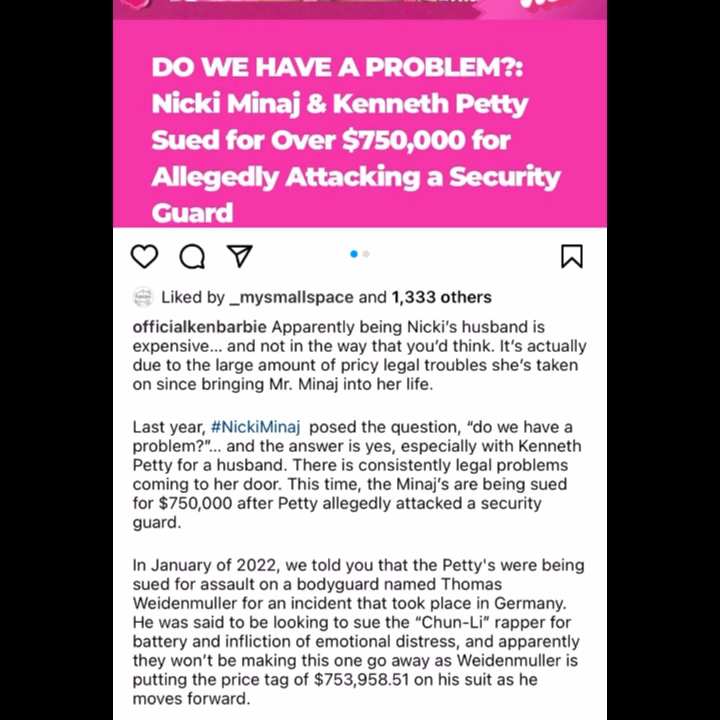 DO WE HAVE A PROBLEM?:
Nicki Minaj & Kenneth Petty
Sued for Over $750,000 for
Allegedly Attacking a Security
Guard
Liked by _mysmallspace and 1,333 others
officialkenbarbie Apparently being Nicki's husband is
expensive... and not in the way that you'd think. It's actually
due to the large amount of pricy legal troubles she's taken
on since bringing Mr. Minaj into her life.
Last year, #NickiMinaj posed the question, “do we have a
problem?”... and the answer is yes, especially with Kenneth
Petty for a husband. There is consistently legal problems
coming to her door. This time, the Minaj's are being sued
for $750,000 after Petty allegedly attacked a security
guard.
In January of 2022, we told you that the Petty's were being
sued for assault on a bodyguard named Thomas
Weidenmuller for an incident that took place in Germany.
He was said to be looking to sue the “Chun-Li” rapper for
battery and infliction of emotional distress, and apparently
they won't be making this one go away as Weidenmuller is
putting the price tag of $753,958.51 on his suit as he
moves forward.